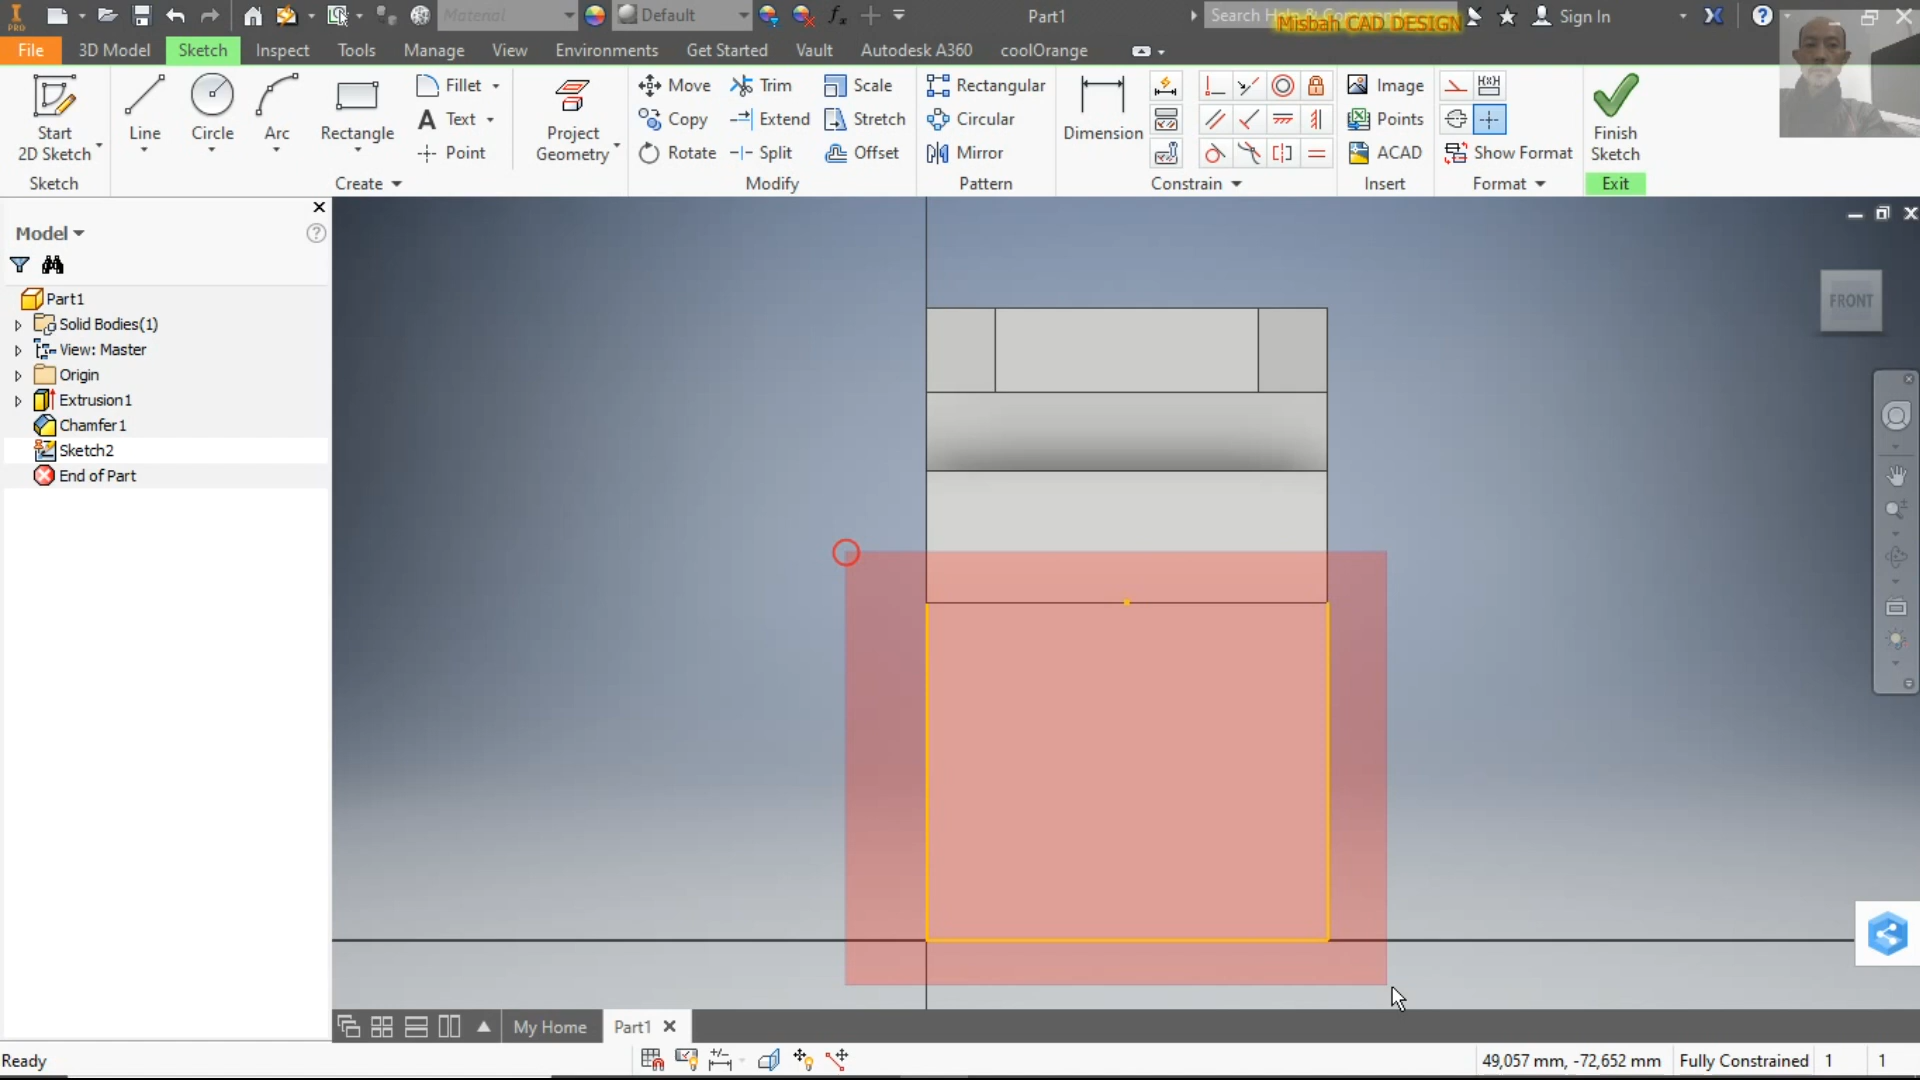 PRO
Material
Default
Part1
Search Help & Commands...
Misbah CAD DESIGN
Sign In
File
3D Model
Sketch
Inspect
Tools
Manage
View
Environments
Get Started
Vault
Autodesk A360
coolOrange
Start
2D Sketch
Line
Circle
Arc
Rectangle
Fillet
Text
Point
Project
Geometry
Move
Trim
Scale
Copy
Extend
Stretch
Rotate
Split
Offset
Rectangular
Circular
Mirror
Dimension
Image
Points
ACAD
Show Format
Finish
Sketch
Sketch
Create
Modify
Pattern
Constrain
Insert
Format
Exit
Model
Part1
Solid Bodies(1)
View: Master
Origin
Extrusion1
Chamfer1
Sketch2
End of Part
FRONT
My Home
Part1
Ready
49,057 mm, -72,652 mm
Fully Constrained
1
1